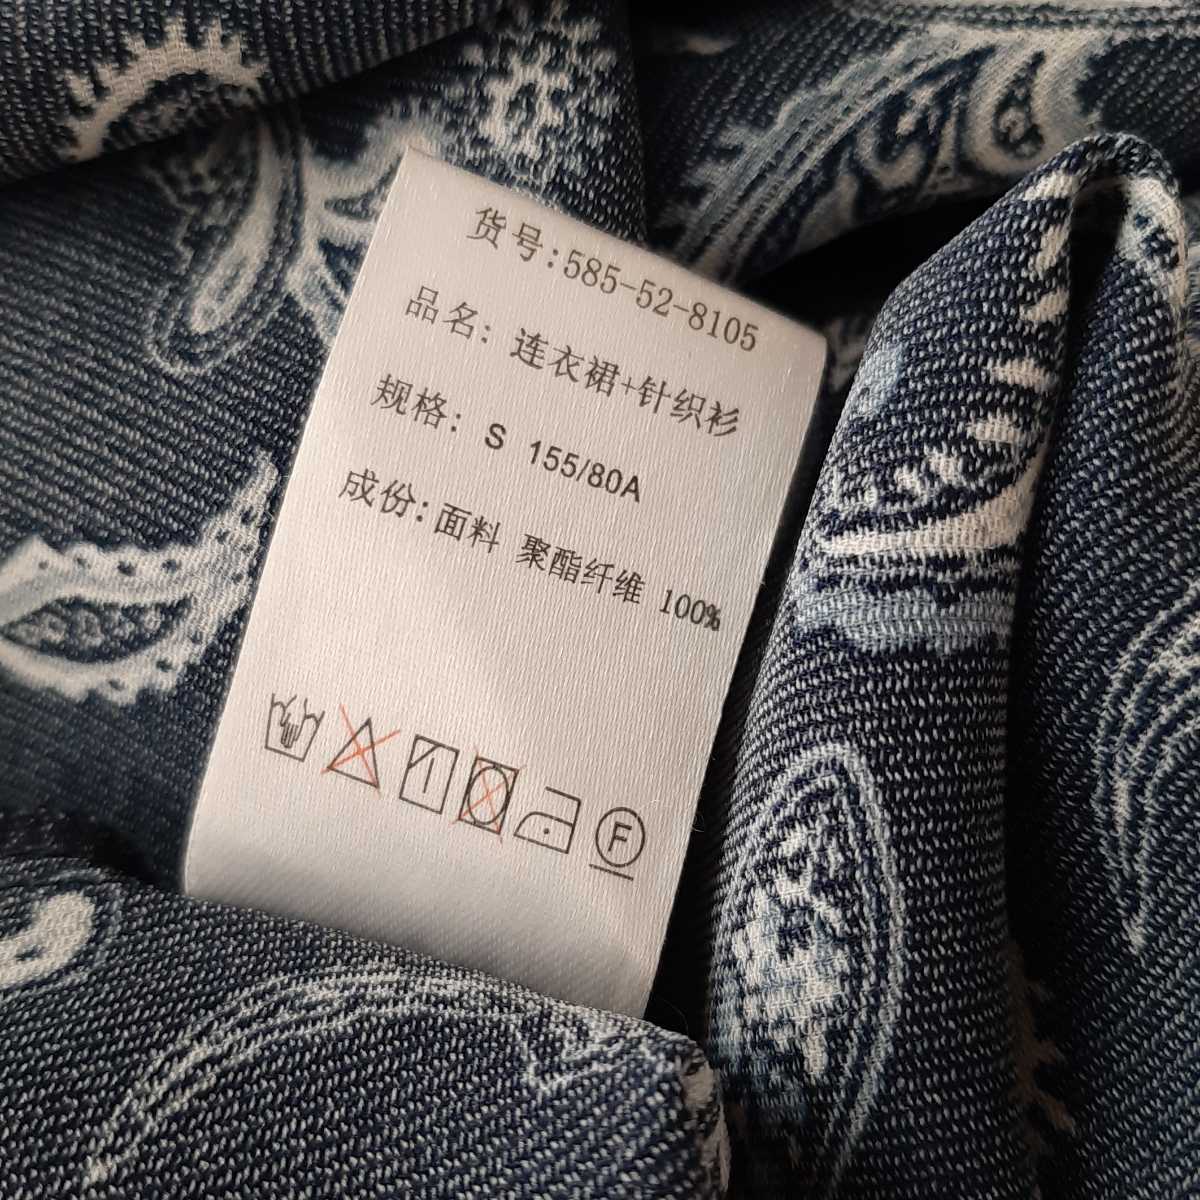 货号:585-52-8105
品名: 连衣裙+针织衫
规格: S 155/80A
成份:面料 聚酯纤维 100%
F